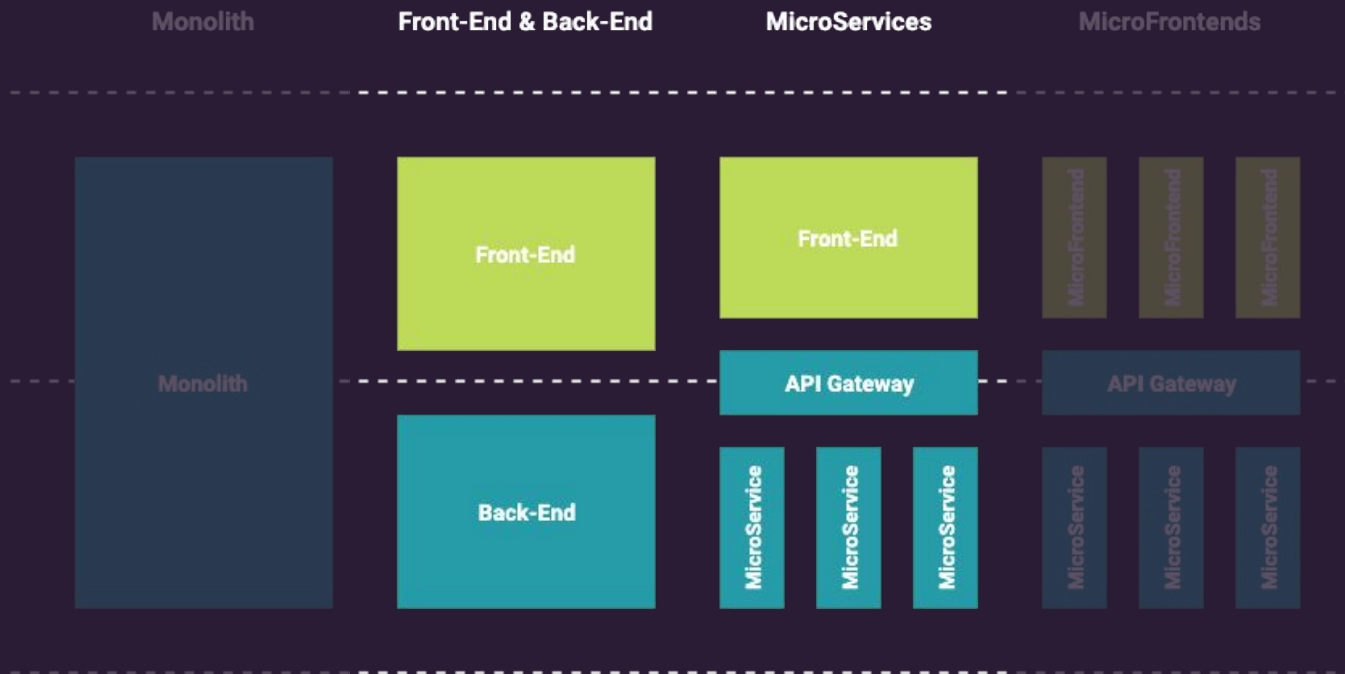 Monolith
Front-End & Back-End
MicroServices
MicroFrontends
Monolith
Front-End
Back-End
Front-End
API Gateway
MicroService
MicroService
MicroService
MicroFrontend
MicroFrontend
MicroFrontend
API Gateway
MicroService
MicroService
MicroService